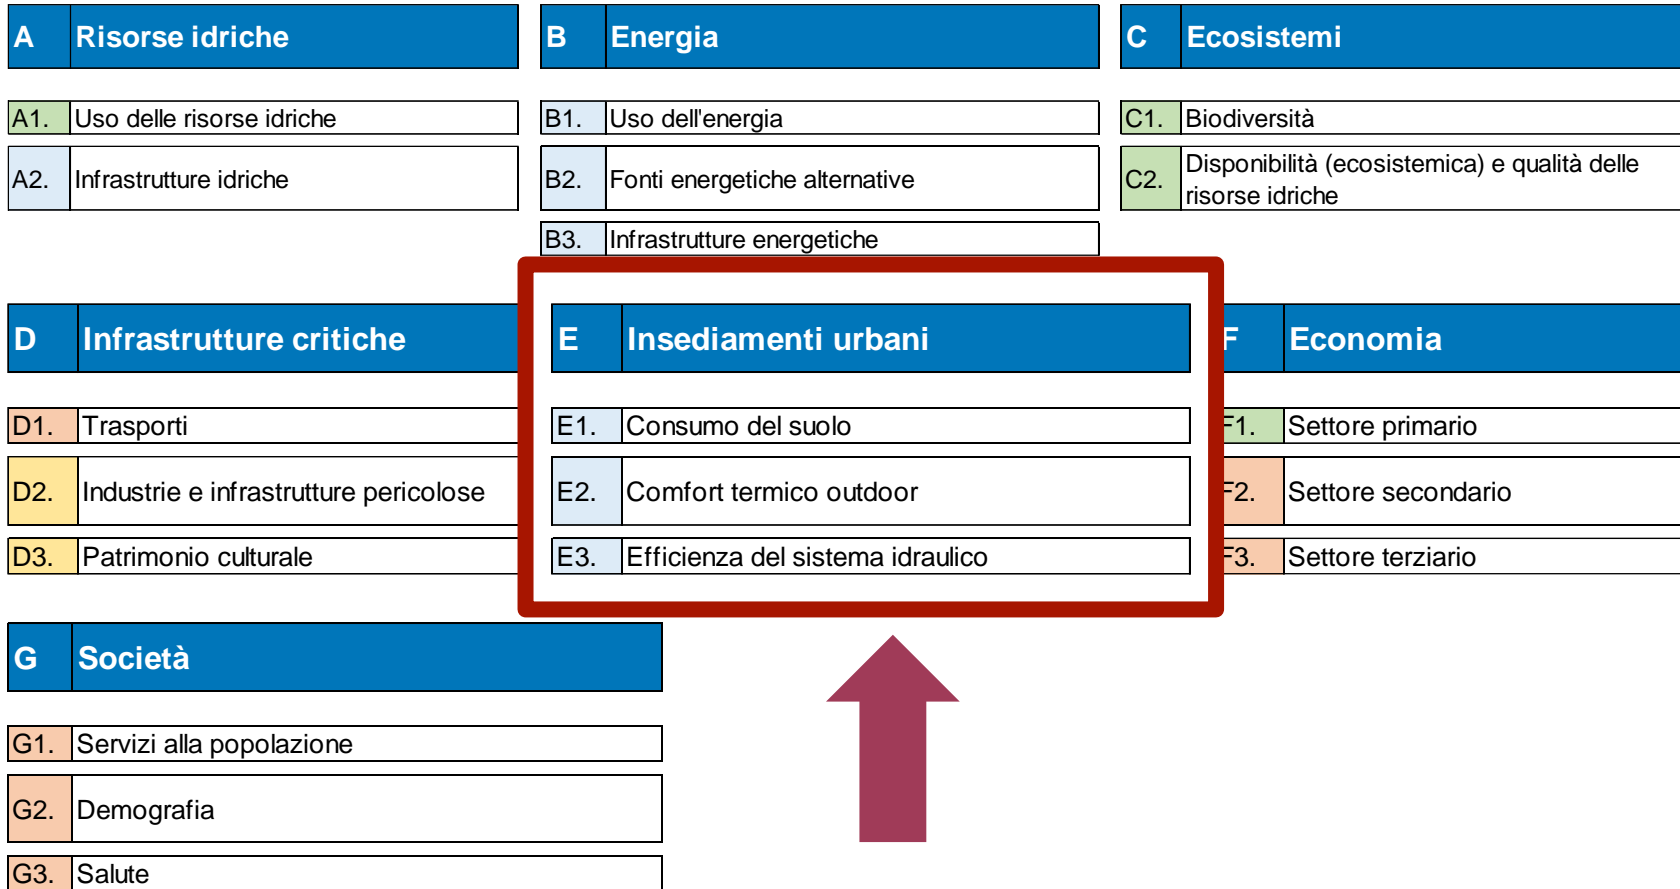 A Risorse idriche
B Energia
C Ecosistemi
A1. Uso delle risorse idriche
B1. Uso dell'energia
C1. Biodiversità
A2. Infrastrutture idriche
B2. Fonti energetiche alternative
C2. Disponibilità (ecosistemica) e qualità delle
risorse idriche
B3. Infrastrutture energetiche
D Infrastrutture critiche
E Insediamenti urbani
F Economia
D1. Trasporti
E1. Consumo del suolo
F1. Settore primario
D2. Industrie e infrastrutture pericolose
E2. Comfort termico outdoor
F2. Settore secondario
D3. Patrimonio culturale
E3. Efficienza del sistema idraulico
F3. Settore terziario
G Società
G1. Servizi alla popolazione
G2. Demografia
G3. Salute